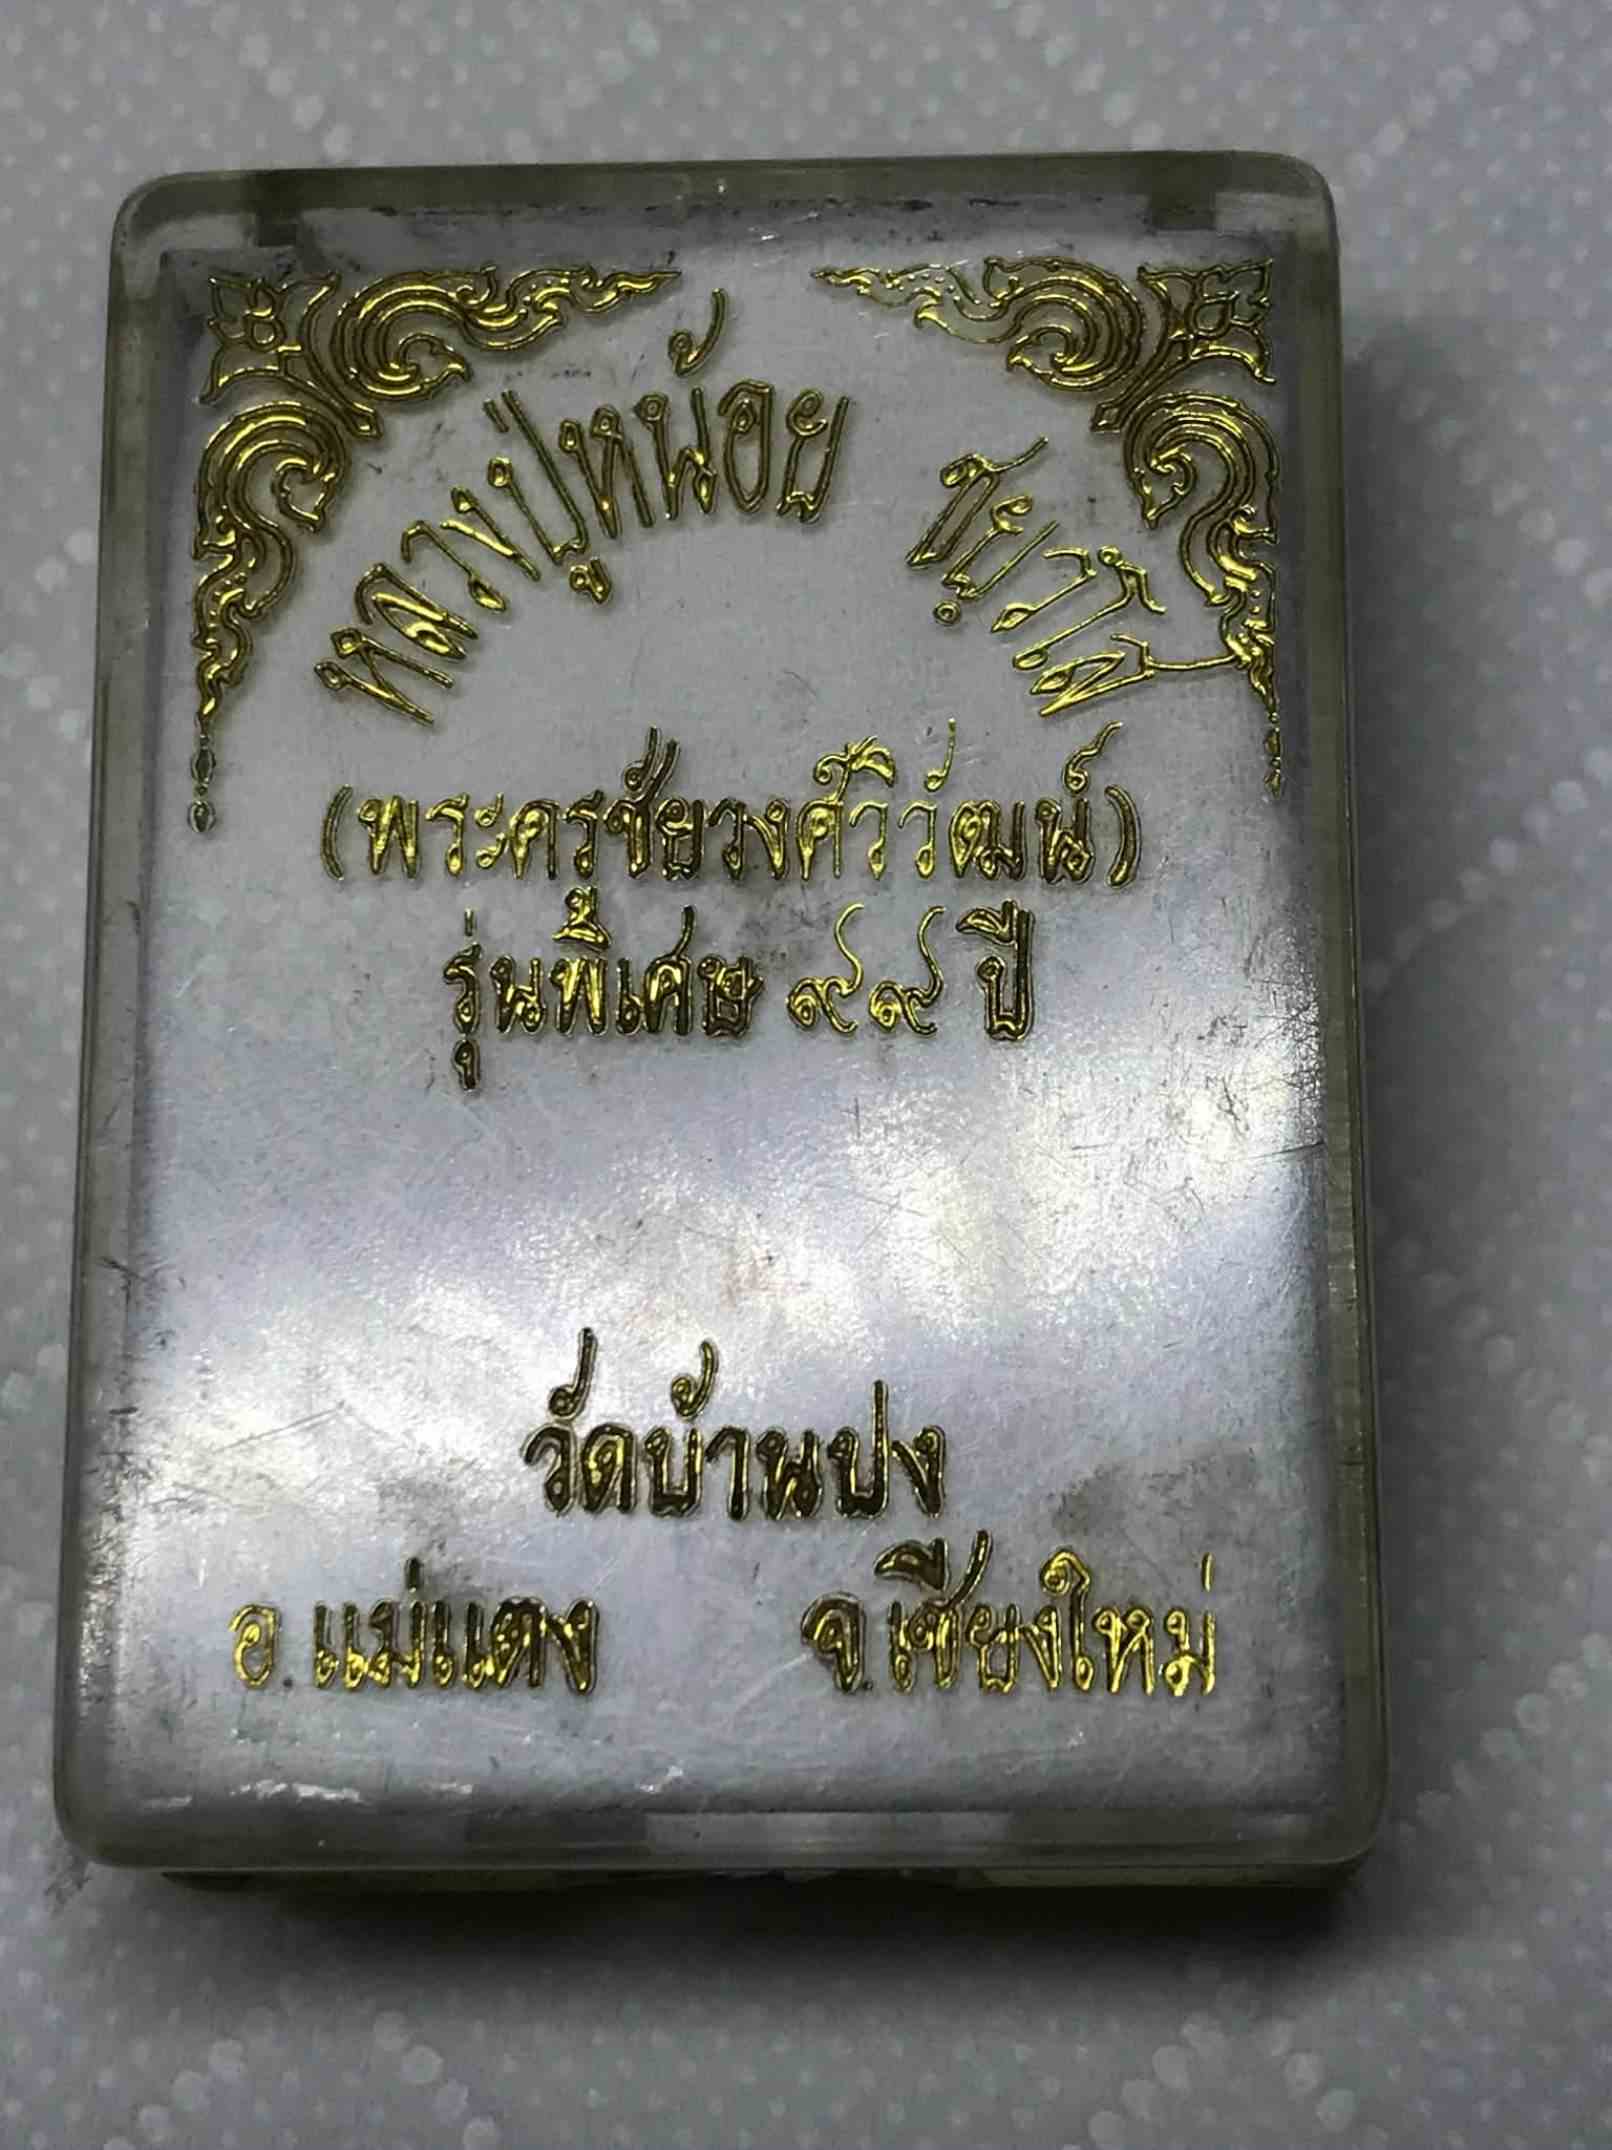 หลวงปู่หน้อย ชัยวํโส
(พระครูชัยวงศ์วิวัฒน์)
รุ่นพิเศษ ๙๙ ปี
วัดบ้านปง
อ.แม่แตง จ.เชียงใหม่